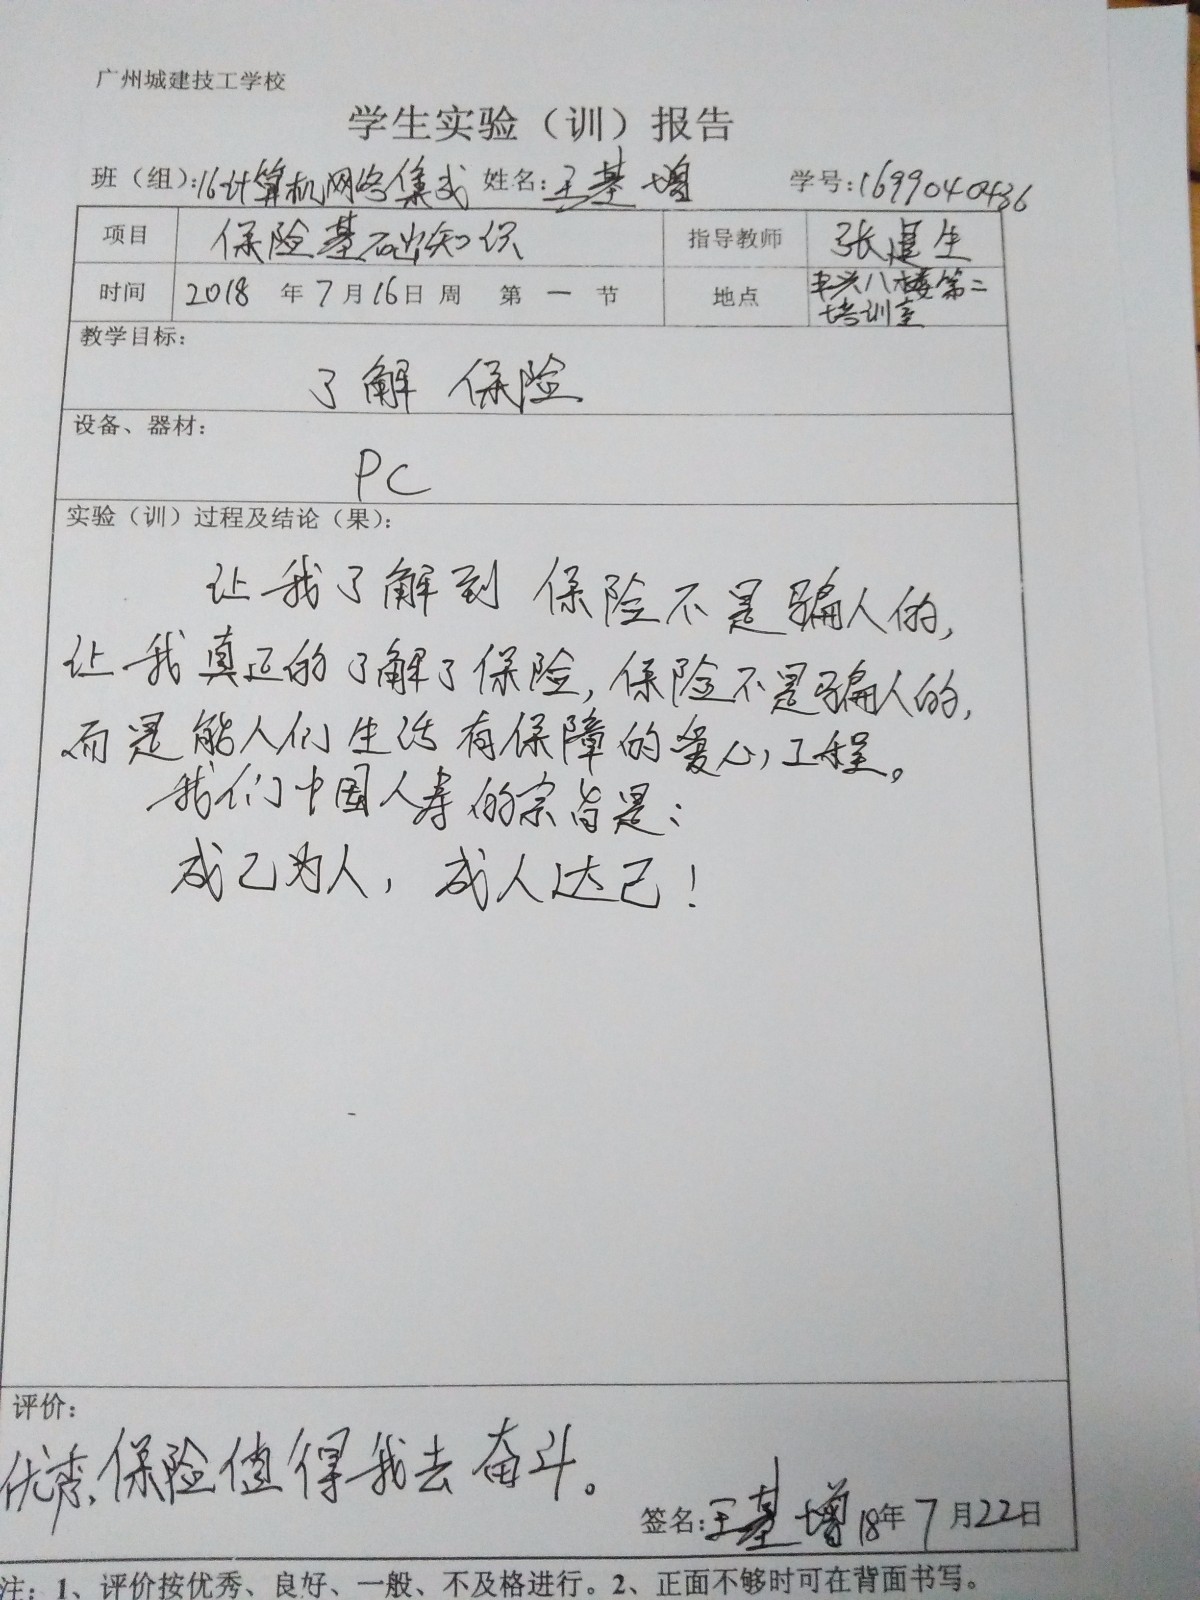 广州城建技工学校
学生实验（训）报告
班（组）：16计算机网络集成 姓名：王基增 学号：1699040436
项目 保险基础知识 指导教师 张星生
时间 2018 年 7 月 16 日 周 第 一 节 地点 丰兴八楼第二
培训室
教学目标：
了解 保险
设备、器材：
PC
实验（训）过程及结论（果）：
让我了解到 保险不是骗人的，
让我真正的了解了保险，保险不是骗人的，
而是能人们生活有保障的爱心工程。
我们中国人寿的宗旨是：
成己为人，成人达己！
评价：
优秀，保险值得我去奋斗。
签名：王基增 18年 7 月 22 日
注：1、评价按优秀、良好、一般、不及格进行。2、正面不够时可在背面书写。